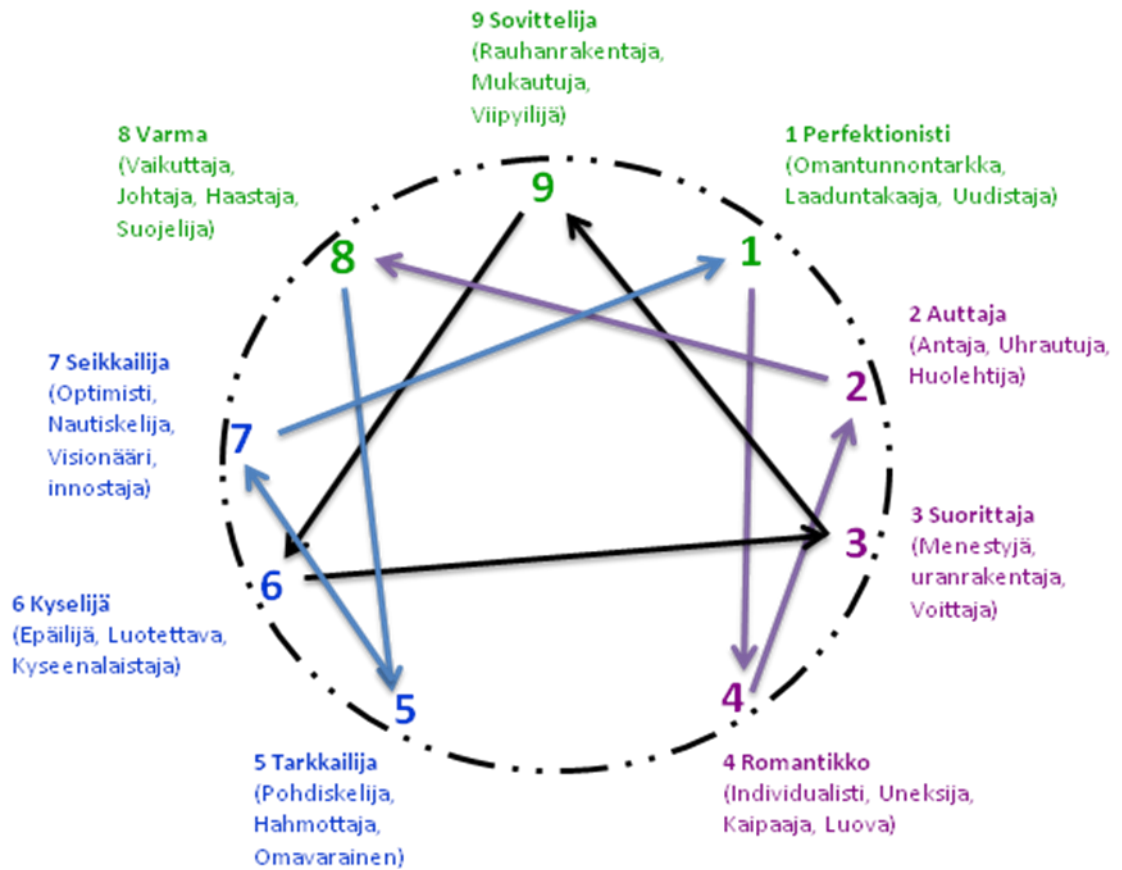 9 Sovittelija
(Rauhanrakentaja,
Mukautuja,
Viipyilijä)
8 Varma
(Vaikuttaja,
Johtaja, Haastaja,
Suojelija)
1 Perfektionisti
(Omantunnontarkka,
Laaduntakaaja, Uudistaja)
9
8
1
2 Auttaja
(Antaja, Uhrautuja,
Huolehtija)
7 Seikkailija
(Optimisti,
Nautiskelija,
Visionääri,
innostaja)
2
7
3 Suorittaja
(Menestyjä,
uranrakentaja,
Voittaja)
3
6
6 Kyselijä
(Epäilijä, Luotettava,
Kyseenalaistaja)
5
4
5 Tarkkailija
(Pohdiskelija,
Hahmottaja,
Omavarainen)
4 Romantikko
(Individualisti, Uneksija,
Kaipaaja, Luova)